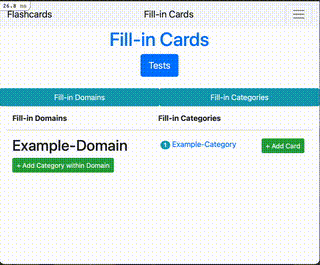 26.8 ms
Flashcards Fill-in Cards
Fill-in Cards
Tests
Fill-in Domains Fill-in Categories
Fill-in Domains Fill-in Categories
Example-Domain 1 Example-Category + Add Card
+ Add Category within Domain